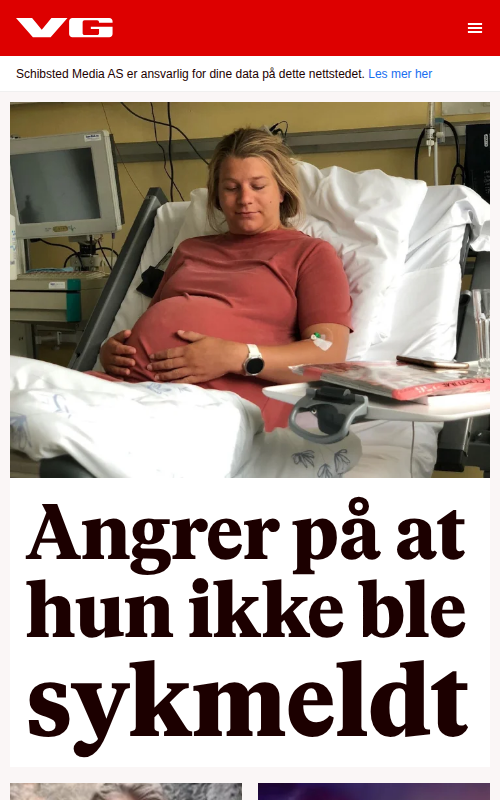 VG
Schibsted Media AS er ansvarlig for dine data på dette nettstedet. Les mer her
Angrer på at
hun ikke ble
sykmeldt